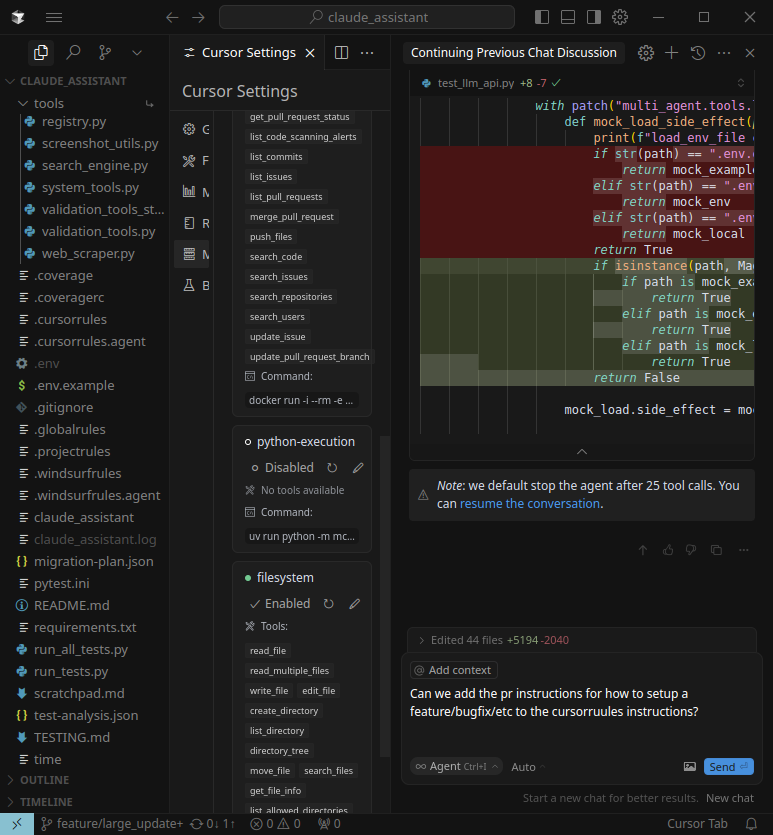 claude_assistant
CLAUDE_ASSISTANT
tools
registry.py
screenshot_utils.py
search_engine.py
system_tools.py
validation_tools_st...
validation_tools.py
web_scraper.py
.coverage
.coveragerc
.cursorrules
.cursorrules.agent
.env
.env.example
.gitignore
.globalrules
.projectrules
.windsurfrules
.windsurfrules.agent
claude_assistant
claude_assistant.log
migration-plan.json
pytest.ini
README.md
requirements.txt
run_all_tests.py
run_tests.py
scratchpad.md
test-analysis.json
TESTING.md
time
OUTLINE
TIMELINE
Cursor Settings
Cursor Settings
G
F
M
R
M
B
get_pull_request_status
list_code_scanning_alerts
list_commits
list_issues
list_pull_requests
merge_pull_request
push_files
search_code
search_issues
search_repositories
search_users
update_issue
update_pull_request_branch
Command:
docker run -i --rm -e ...
python-execution
Disabled
No tools available
Command:
uv run python -m mc...
filesystem
Enabled
Tools:
read_file
read_multiple_files
write_file edit_file
create_directory
list_directory
directory_tree
move_file search_files
get_file_info
list_allowed_directories
Continuing Previous Chat Discussion
test_llm_api.py +8 -7
with patch("multi_agent.tools.
def mock_load_side_effect(
print(f"load_env_file
if str(path) == ".env.
return mock_example
elif str(path) == ".en
return mock_env
elif str(path) == ".en
return mock_local
return True
if isinstance(path, Ma
if path is mock_exa
return True
elif path is mock_
return True
elif path is mock_
return True
return False
mock_load.side_effect = mo
Note: we default stop the agent after 25 tool calls. You
can resume the conversation.
Edited 44 files +5194 -2040
@ Add context
Can we add the pr instructions for how to setup a
feature/bugfix/etc to the cursorruules instructions?
Agent Ctrl+I Auto
Send
Start a new chat for better results. New chat
feature/large_update+ 0↓ 1↑ 0 0 0
Cursor Tab